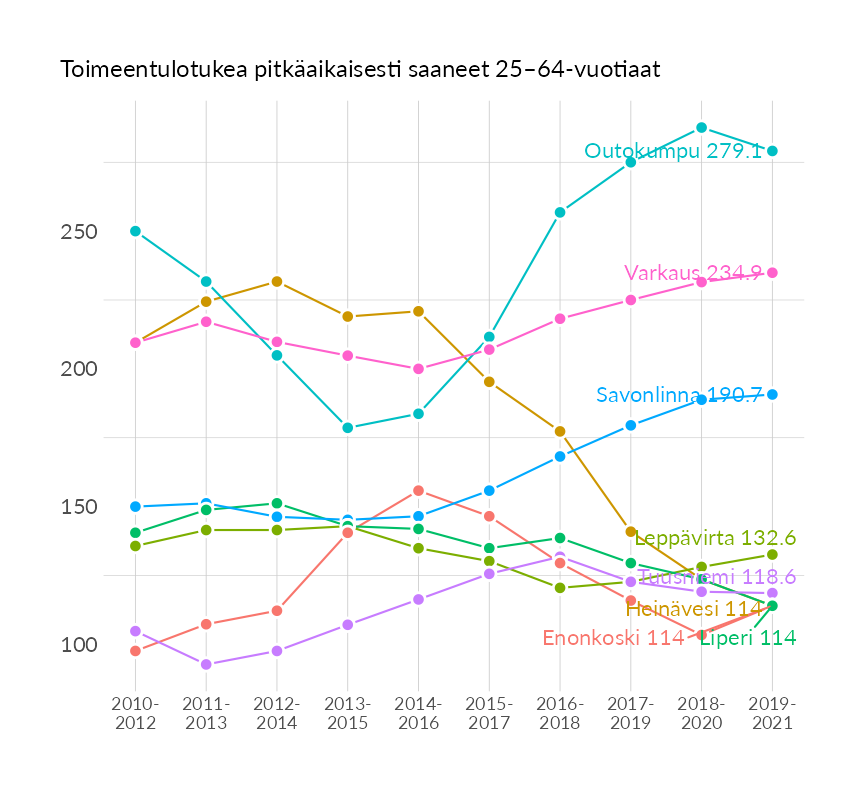 Toimeentulotukea pitkäaikaisesti saaneet 25–64-vuotiaat
Outokumpu 279.1
250
Varkaus 234.9
200
Savonlinna 190.7
150
Leppävirta 132.6
Tuusniemi 118.6
Heinävesi 114
Enonkoski 114
Liperi 114
100
2010- 2011- 2012- 2013- 2014- 2015- 2016- 2017- 2018- 2019-
2012 2013 2014 2015 2016 2017 2018 2019 2020 2021